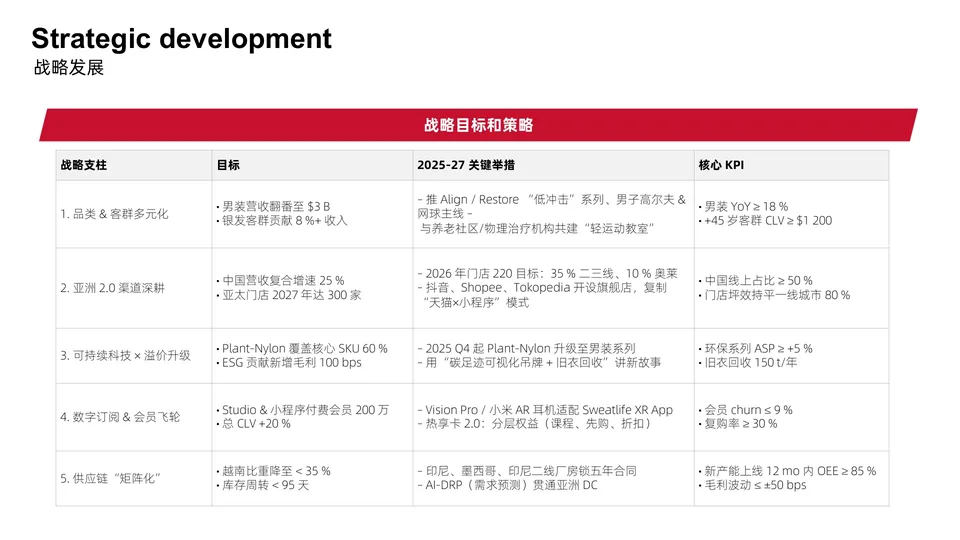 Strategic development
战略发展
战略目标和策略
战略支柱
目标
2025-27 关键举措
核心 KPI
1. 品类 & 客群多元化
• 男装营收翻番至 $3 B
• 银发客群贡献 8 %+ 收入
– 推 Align / Restore “低冲击” 系列、男子高尔夫 &
网球主线 –
与养老社区/物理治疗机构共建 “轻运动教室”
• 男装 YoY ≥ 18 %
• +45 岁客群 CLV ≥ $1 200
2. 亚洲 2.0 渠道深耕
• 中国营收复合增速 25 %
• 亚太门店 2027 年达 300 家
– 2026 年门店 220 目标：35 % 二三线、10 % 奥莱
– 抖音、Shopee、Tokopedia 开设旗舰店，复制
“天猫×小程序” 模式
• 中国线上占比 ≥ 50 %
• 门店坪效持平一线城市 80 %
3. 可持续科技 × 溢价升级
• Plant-Nylon 覆盖核心 SKU 60 %
• ESG 贡献新增毛利 100 bps
– 2025 Q4 起 Plant-Nylon 升级至男装系列
– 用 “碳足迹可视化吊牌 + 旧衣回收” 讲新故事
• 环保系列 ASP ≥ +5 %
• 旧衣回收 150 t/年
4. 数字订阅 & 会员飞轮
• Studio & 小程序付费会员 200 万
• 总 CLV +20 %
– Vision Pro / 小米 AR 耳机适配 Sweatlife XR App
– 热享卡 2.0：分层权益（课程、先购、折扣）
• 会员 churn ≤ 9 %
• 复购率 ≥ 30 %
5. 供应链 “矩阵化”
• 越南比重降至 < 35 %
• 库存周转 < 95 天
– 印尼、墨西哥、印尼二线厂房锁五年合同
– AI-DRP（需求预测）贯通亚洲 DC
• 新产能上线 12 mo 内 OEE ≥ 85 %
• 毛利波动 ≤ ±50 bps